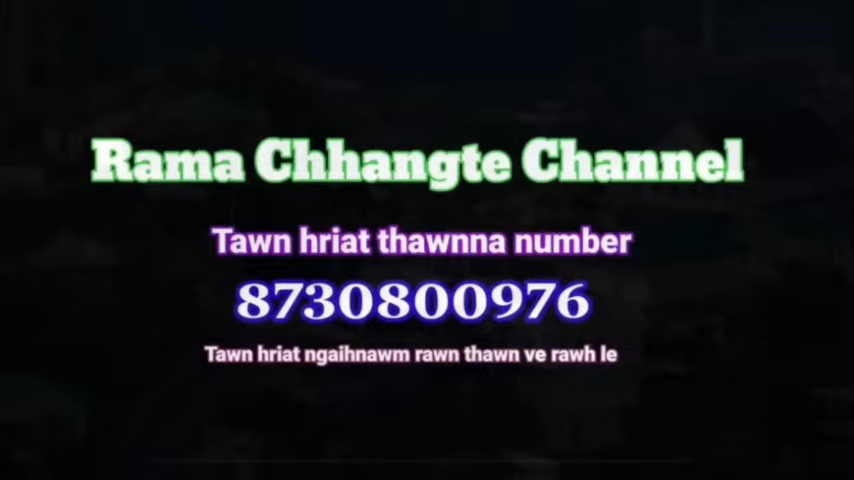 Rama Chhangte Channel
Tawn hriat thawnna number
8730800976
Tawn hriat ngaihnawm rawn thawn ve rawh le